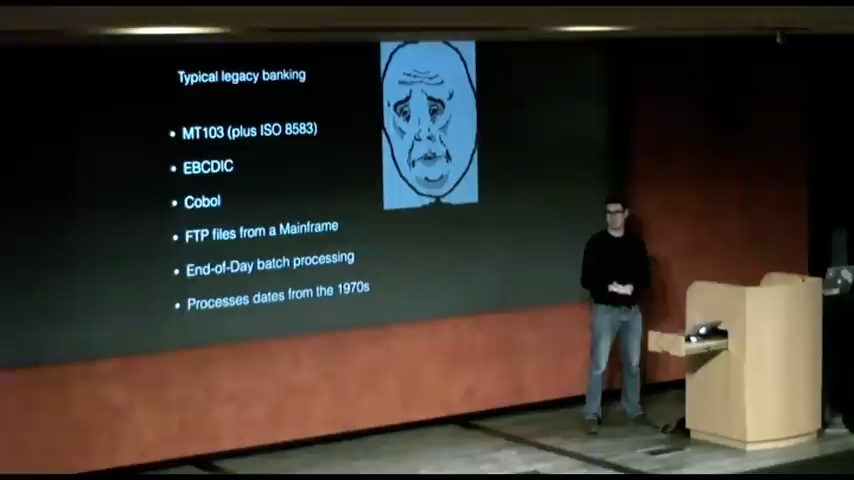 Typical legacy banking
• MT103 (plus ISO 8583)
• EBCDIC
• Cobol
• FTP files from a Mainframe
• End-of-Day batch processing
• Processes dates from the 1970s